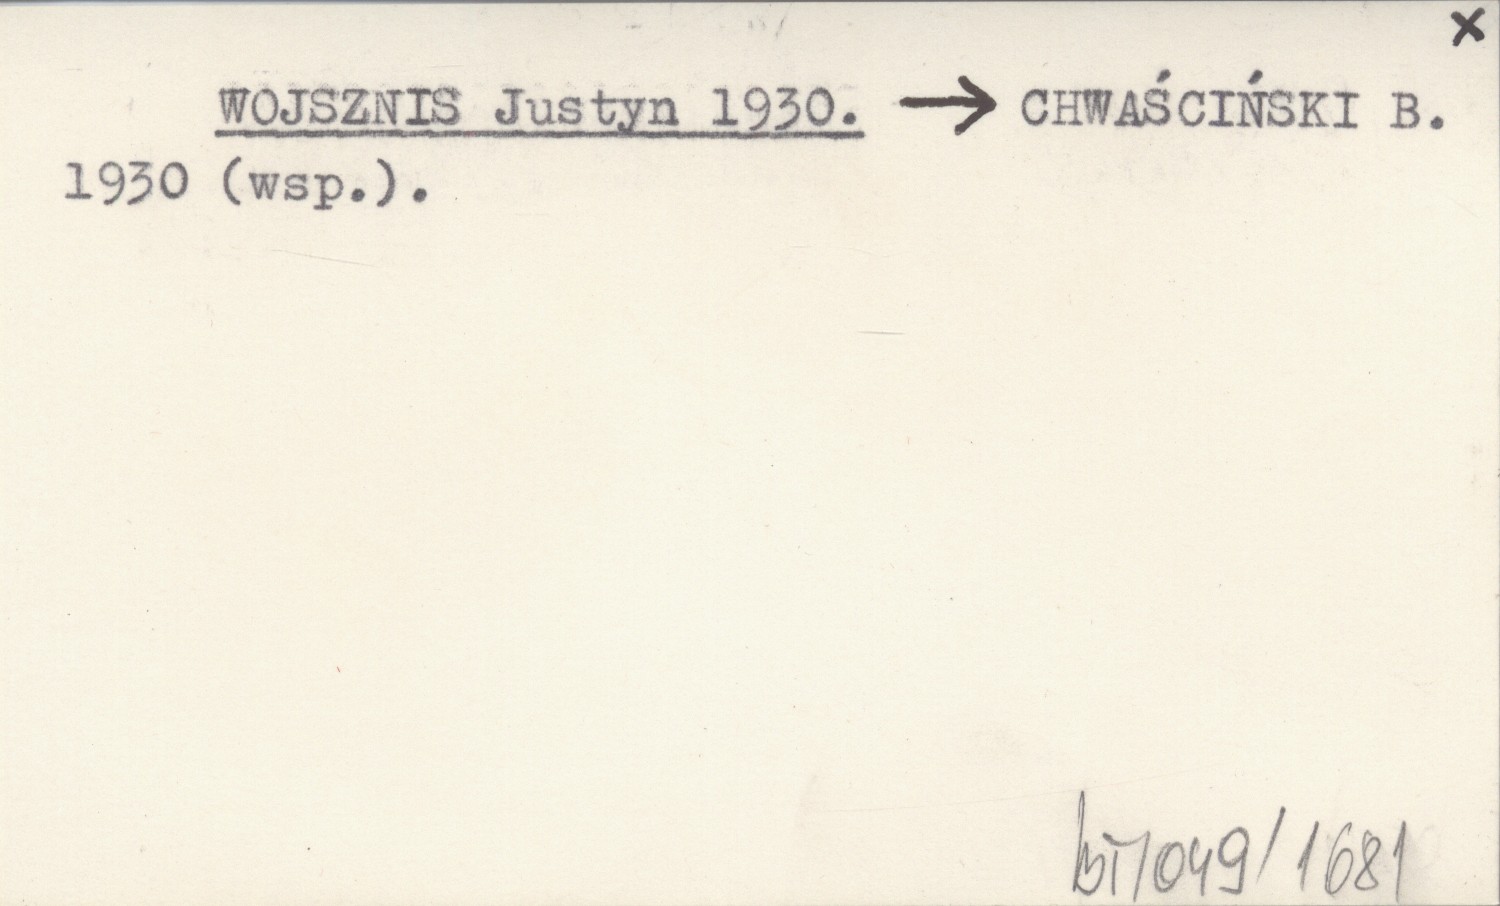 ×
WOJSZNIS Justyn 1930. → CHWAŚCIŃSKI B.
1930 (wsp.).
bi/049/1681